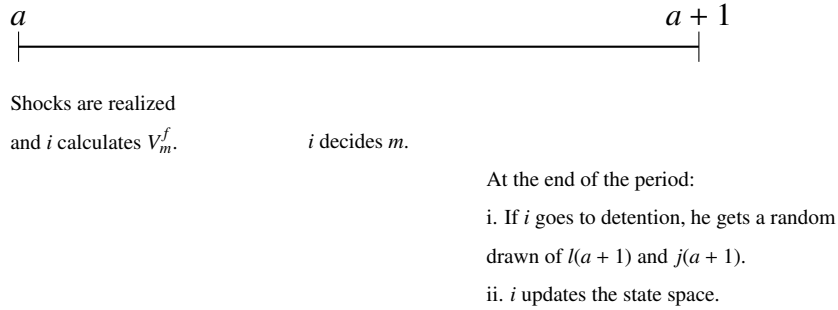 a
a + 1
Shocks are realized
and i calculates V_m^f.
i decides m.
At the end of the period:
i. If i goes to detention, he gets a random
drawn of l(a + 1) and j(a + 1).
ii. i updates the state space.